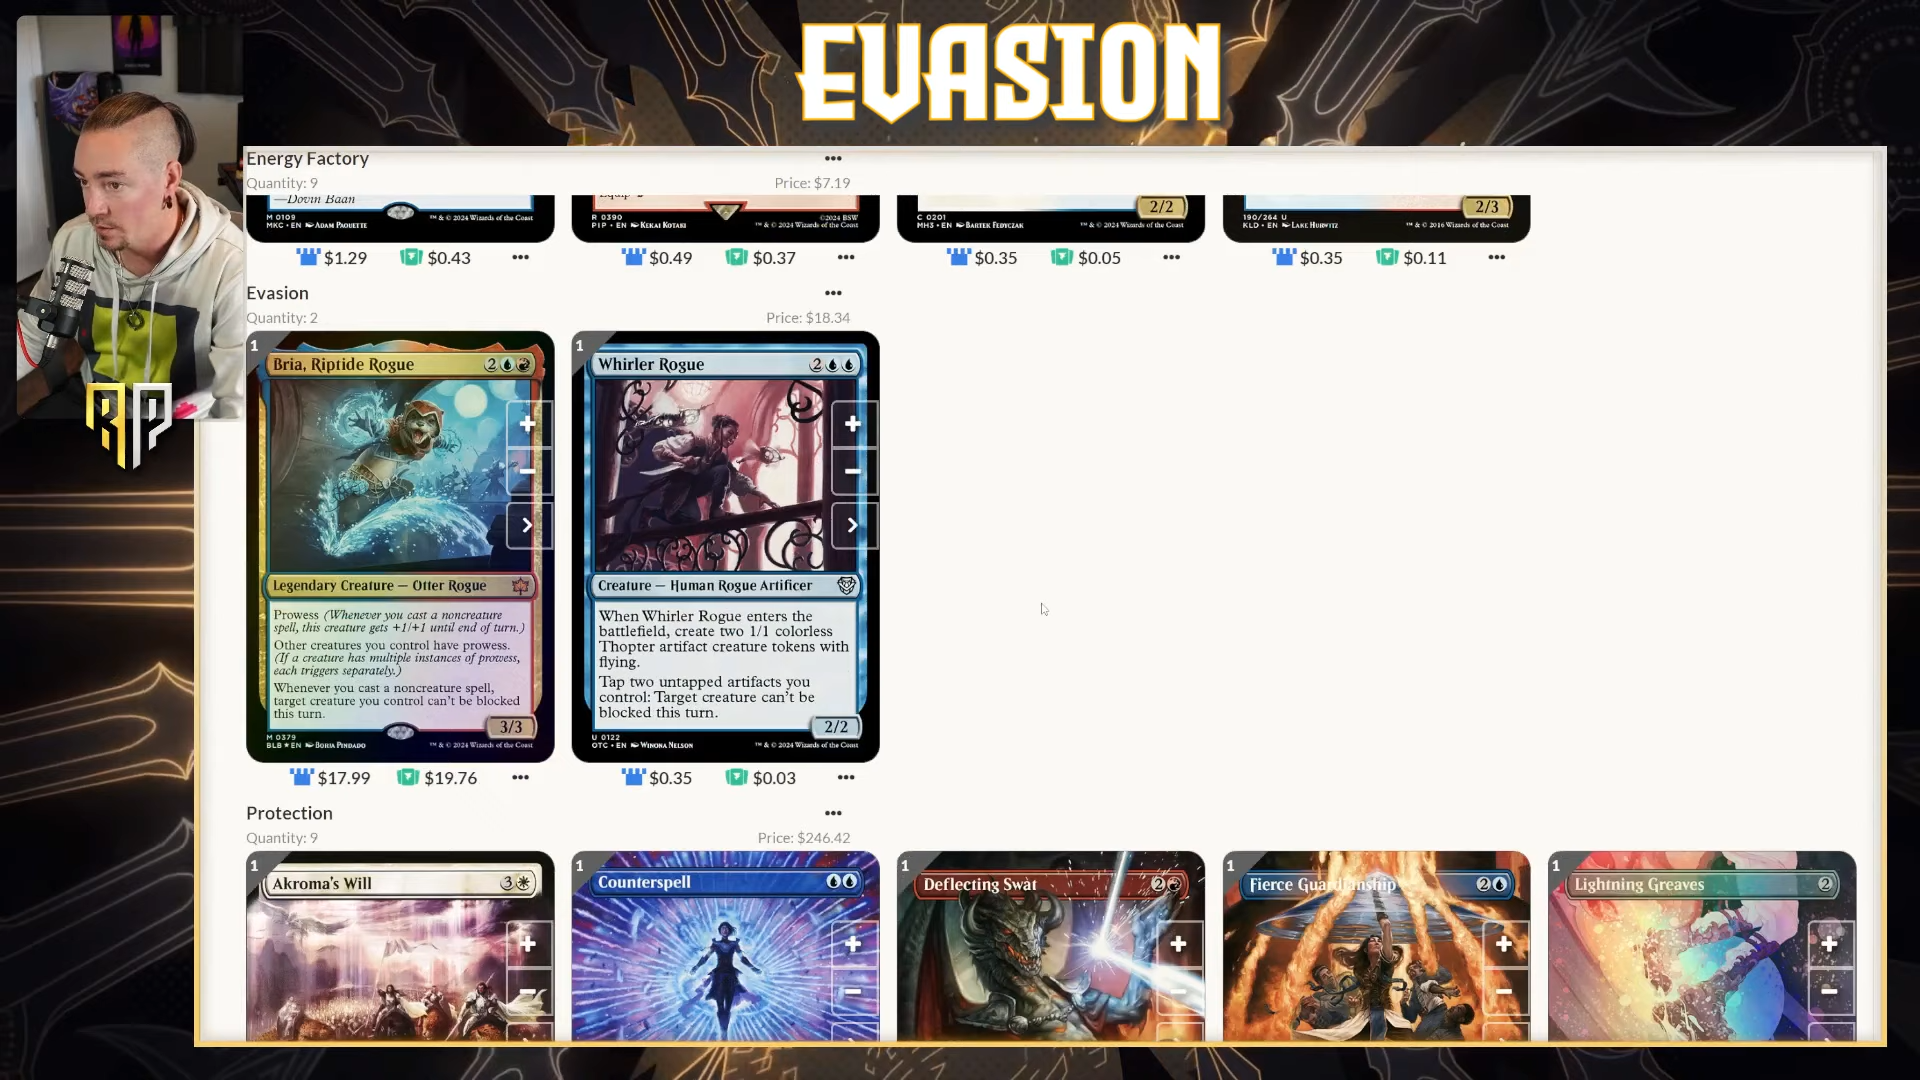 EVASION
Energy Factory
Quantity: 9
Price: $7.19
—Dovin Baan
M 0109
MKC • EN ADAM PAQUETTE
™ & © 2024 Wizards of the Coast
R 0390
PIP • EN KEKAI KOTAKI
©2024 BSW
™ & © 2024 Wizards of the Coast
2/2
C 0201
MH3 • EN BARTEK FEDYCZAK
™ & © 2024 Wizards of the Coast
2/3
190/264 U
KLD • EN LAKE HURWITZ
™ & © 2016 Wizards of the Coast
$1.29 $0.43
$0.49 $0.37
$0.35 $0.05
$0.35 $0.11
Evasion
Quantity: 2
Price: $18.34
1
Bria, Riptide Rogue 2
Legendary Creature — Otter Rogue
Prowess (Whenever you cast a noncreature
spell, this creature gets +1/+1 until end of turn.)
Other creatures you control have prowess.
(If a creature has multiple instances of prowess,
each triggers separately.)
Whenever you cast a noncreature spell,
target creature you control can't be blocked
this turn.
3/3
M 0379
BLB ★ EN BORJA PINDADO
™ & © 2024 Wizards of the Coast
$17.99 $19.76
1
Whirler Rogue 2
Creature — Human Rogue Artificer
When Whirler Rogue enters the
battlefield, create two 1/1 colorless
Thopter artifact creature tokens with
flying.
Tap two untapped artifacts you
control: Target creature can't be
blocked this turn.
2/2
U 0122
OTC • EN WINONA NELSON
™ & © 2024 Wizards of the Coast
$0.35 $0.03
RP
Protection
Quantity: 9
Price: $246.42
1
Akroma's Will 3
1
Counterspell
1
Deflecting Swat 2
1
Fierce Guardianship 2
1
Lightning Greaves 2